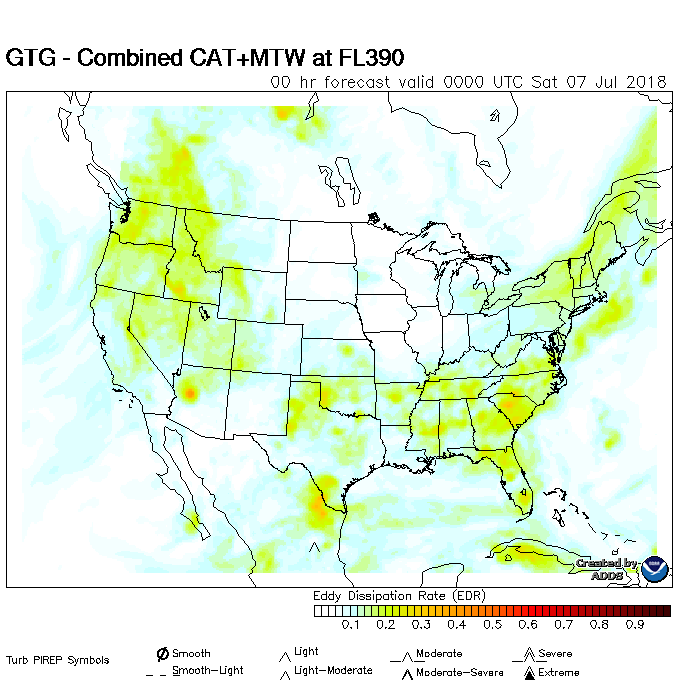 GTG - Combined CAT+MTW at FL390
00 hr forecast valid 0000 UTC Sat 07 Jul 2018
Created by
ADDS
Eddy Dissipation Rate (EDR)
0.1 0.2 0.3 0.4 0.5 0.6 0.7 0.8 0.9
Turb PIREP Symbols
Smooth Light Moderate Severe
Smooth-Light Light-Moderate Moderate-Severe Extreme